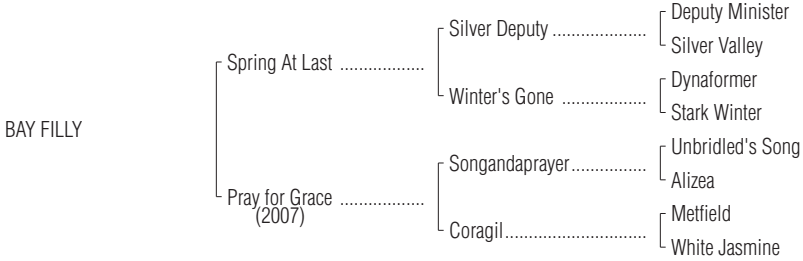 Deputy Minister
Silver Deputy ....................
Silver Valley
Spring At Last ..................
Dynaformer
Winter's Gone ..................
Stark Winter
BAY FILLY
Unbridled's Song
Songandaprayer................
Alizea
Pray for Grace ..................
(2007)
Metfield
Coragil..............................
White Jasmine